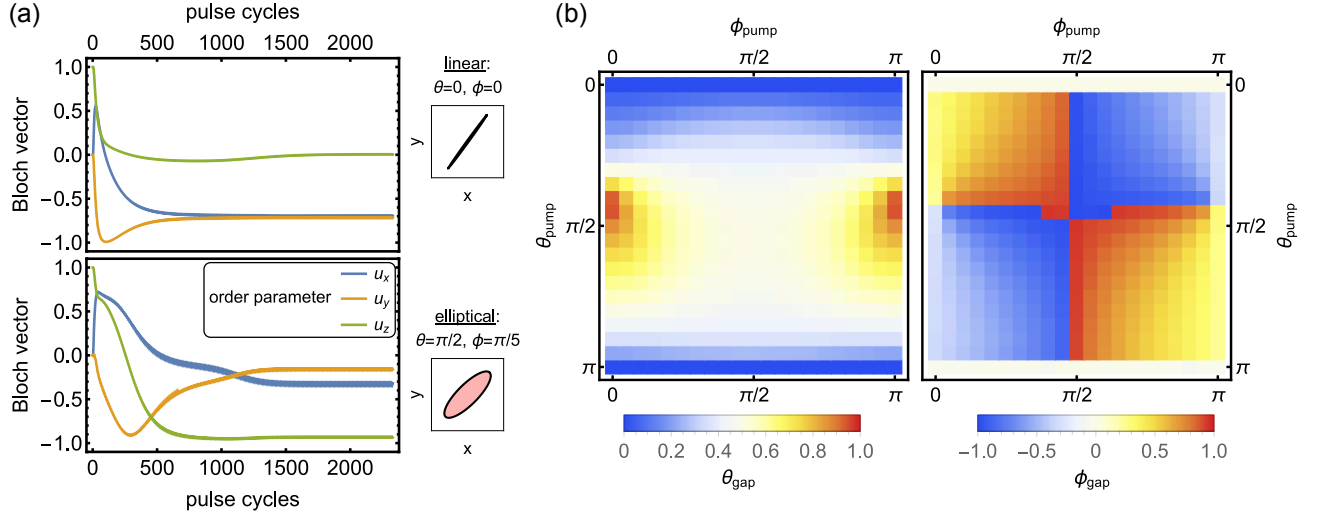 (a)
pulse cycles
0 500 1000 1500 2000
1.0
0.5
0.0
−0.5
−1.0
Bloch vector
linear:
θ=0, ϕ=0
y
x
1.0
0.5
0.0
−0.5
−1.0
Bloch vector
order parameter
u_x
u_y
u_z
elliptical:
θ=π/2, ϕ=π/5
y
x
0 500 1000 1500 2000
pulse cycles
(b)
ϕ_pump
0 π/2 π
0
π/2
π
θ_pump
0 π/2 π
0 0.2 0.4 0.6 0.8 1.0
θ_gap
ϕ_pump
0 π/2 π
0
π/2
π
θ_pump
0 π/2 π
−1.0 −0.5 0.0 0.5 1.0
ϕ_gap